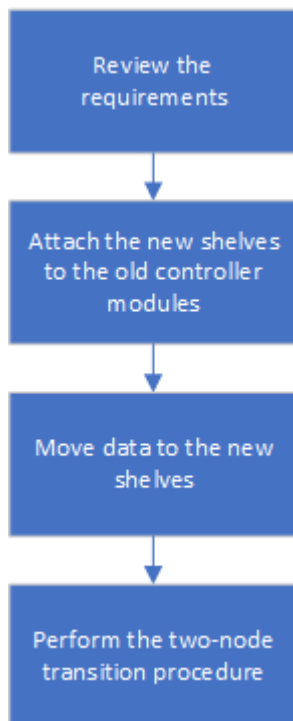 Review the
requirements
Attach the new shelves
to the old controller
modules
Move data to the new
shelves
Perform the two-node
transition procedure